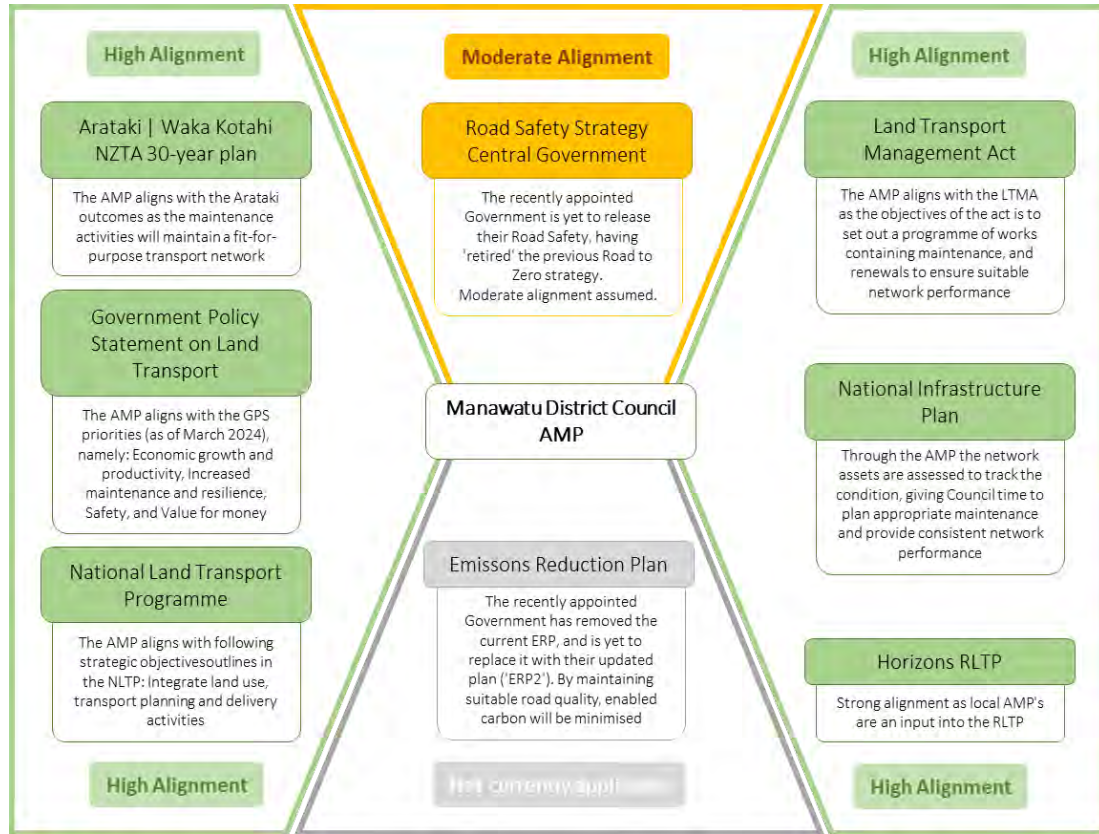 High Alignment
Arataki | Waka Kotahi
NZTA 30-year plan
The AMP aligns with the Arataki
outcomes as the maintenance
activities will maintain a fit-for-
purpose transport network
Government Policy
Statement on Land
Transport
The AMP aligns with the GPS
priorities (as of March 2024),
namely: Economic growth and
productivity, Increased
maintenance and resilience,
Safety, and Value for money
National Land Transport
Programme
The AMP aligns with following
strategic objectivesoutlines in
the NLTP: Integrate land use,
transport planning and delivery
activities
High Alignment
Moderate Alignment
Road Safety Strategy
Central Government
The recently appointed
Government is yet to release
their Road Safety, having
'retired' the previous Road to
Zero strategy.
Moderate alignment assumed.
Manawatu District Council
AMP
Emissons Reduction Plan
The recently appointed
Government has removed the
current ERP, and is yet to
replace it with their updated
plan ('ERP2'). By maintaining
suitable road quality, enabled
carbon will be minimised
Not currently applicable
High Alignment
Land Transport
Management Act
The AMP aligns with the LTMA
as the objectives of the act is to
set out a programme of works
containing maintenance, and
renewals to ensure suitable
network performance
National Infrastructure
Plan
Through the AMP the network
assets are assessed to track the
condition, giving Council time to
plan appropriate maintenance
and provide consistent network
performance
Horizons RLTP
Strong alignment as local AMP's
are an input into the RLTP
High Alignment